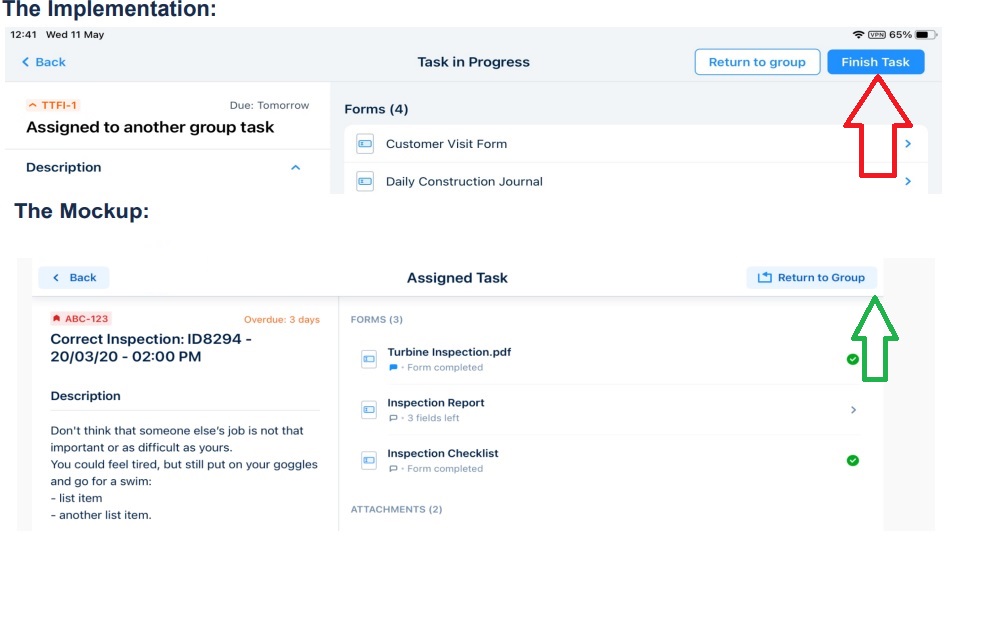 The Implementation:
12:41 Wed 11 May
VPN 65%
Back
Task in Progress
Return to group
Finish Task
TTFI-1
Due: Tomorrow
Assigned to another group task
Description
Forms (4)
Customer Visit Form
Daily Construction Journal
The Mockup:
Back
Assigned Task
Return to Group
ABC-123
Overdue: 3 days
Correct Inspection: ID8294 -
20/03/20 - 02:00 PM
Description
Don't think that someone else's job is not that
important or as difficult as yours.
You could feel tired, but still put on your goggles
and go for a swim:
- list item
- another list item.
FORMS (3)
Turbine Inspection.pdf
- Form completed
Inspection Report
- 3 fields left
Inspection Checklist
- Form completed
ATTACHMENTS (2)